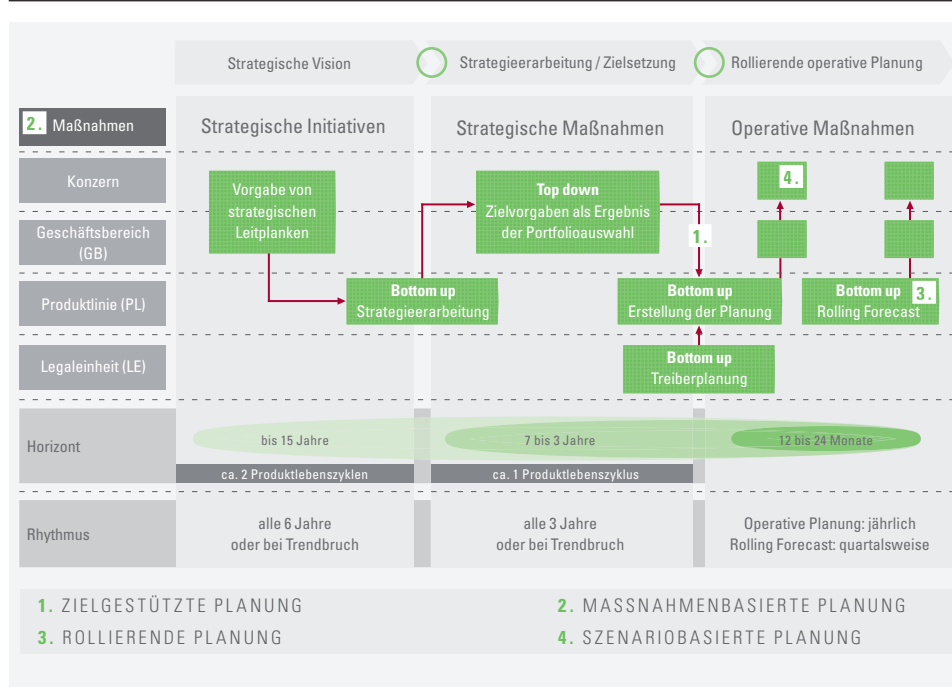 Strategische Vision
Strategieerarbeitung / Zielsetzung
Rollierende operative Planung
2. Maßnahmen
Strategische Initiativen
Strategische Maßnahmen
Operative Maßnahmen
Konzern
Vorgabe von
strategischen
Leitplanken
Top down
Zielvorgaben als Ergebnis
der Portfolioauswahl
4.
Geschäftsbereich
(GB)
1.
Produktlinie (PL)
Bottom up
Strategieerarbeitung
Bottom up
Erstellung der Planung
Bottom up
Rolling Forecast
3.
Legaleinheit (LE)
Bottom up
Treiberplanung
Horizont
bis 15 Jahre
7 bis 3 Jahre
12 bis 24 Monate
ca. 2 Produktlebenszyklen
ca. 1 Produktlebenszyklus
Rhythmus
alle 6 Jahre
oder bei Trendbruch
alle 3 Jahre
oder bei Trendbruch
Operative Planung: jährlich
Rolling Forecast: quartalsweise
1. ZIELGESTÜTZTE PLANUNG
2. MASSNAHMENBASIERTE PLANUNG
3. ROLLIERENDE PLANUNG
4. SZENARIOBASIERTE PLANUNG